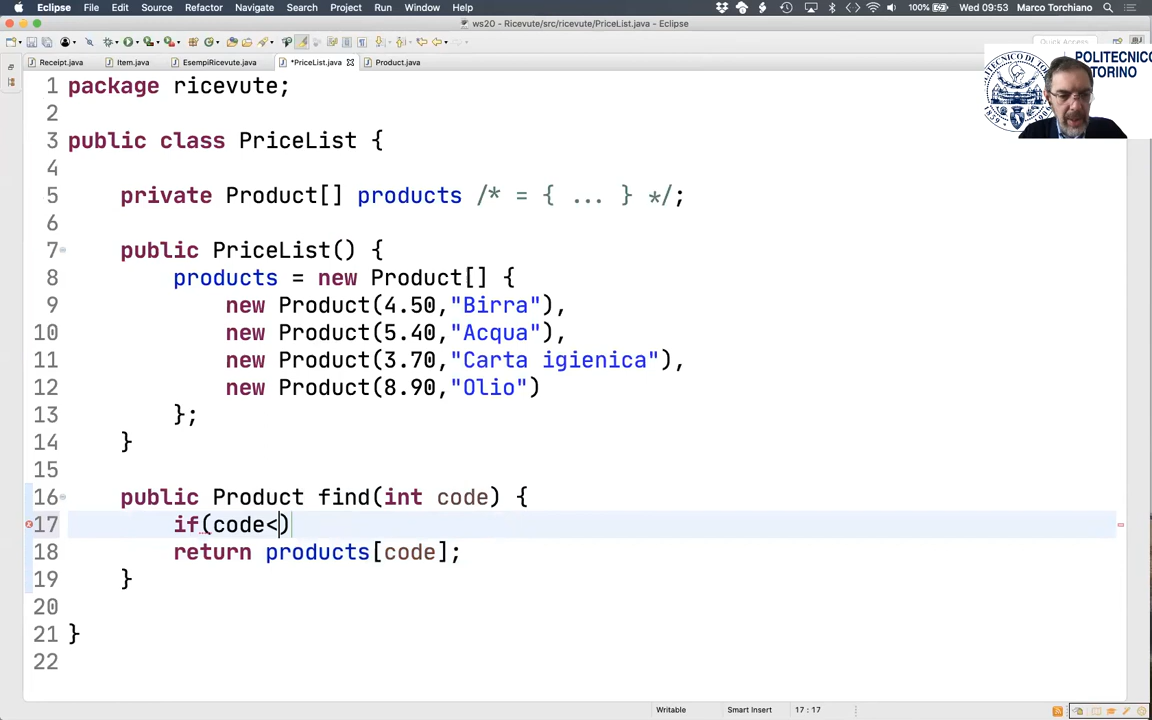 Eclipse File Edit Source Refactor Navigate Search Project Run Window Help 100% Wed 09:53 Marco Torchiano
ws20 - Ricevute/src/ricevute/PriceList.java - Eclipse
Quick Access
Receipt.java Item.java EsempiRicevute.java *PriceList.java Product.java
POLITECNICO
TORINO
1 package ricevute;
2
3 public class PriceList {
4
5 private Product[] products /* = { ... } */;
6
7 public PriceList() {
8 products = new Product[] {
9 new Product(4.50,"Birra"),
10 new Product(5.40,"Acqua"),
11 new Product(3.70,"Carta igienica"),
12 new Product(8.90,"Olio")
13 };
14 }
15
16 public Product find(int code) {
17 if(code<)
18 return products[code];
19 }
20
21 }
22
Writable Smart Insert 17 : 17